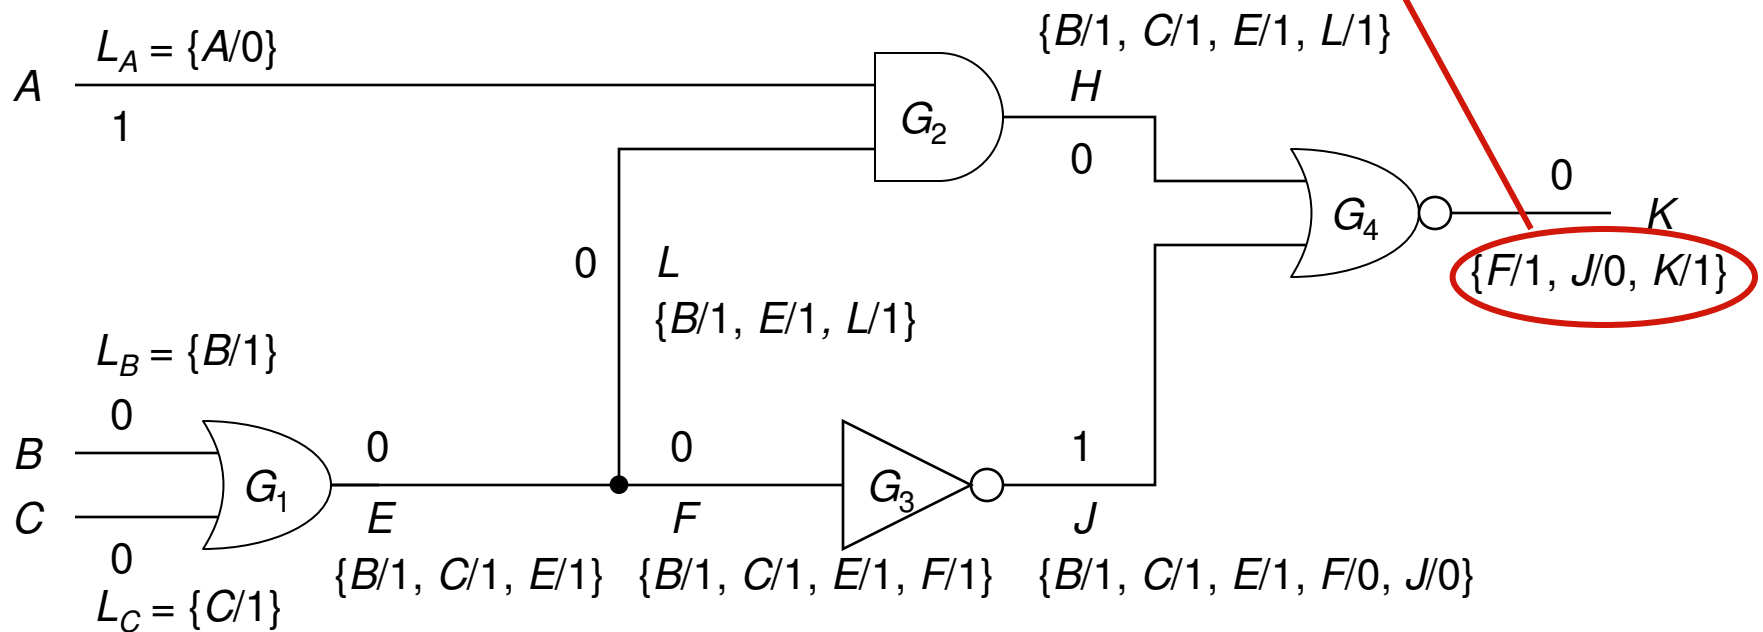 {B/1, C/1, E/1, L/1}
L_A = {A/0}
A
H
1
G_2
0
0
G_4
K
0
L
{F/1, J/0, K/1}
{B/1, E/1, L/1}
L_B = {B/1}
0
0
0
1
B
G_1
G_3
C
E
F
J
0
{B/1, C/1, E/1}
{B/1, C/1, E/1, F/1}
{B/1, C/1, E/1, F/0, J/0}
L_C = {C/1}